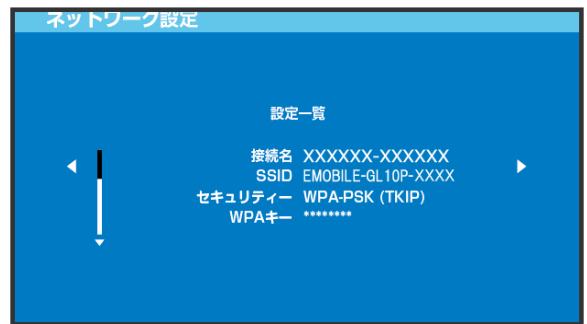 ネットワーク設定
設定一覧
接続名 XXXXXX-XXXXXX
SSID EMOBILE-GL10P-XXXX
セキュリティー WPA-PSK (TKIP)
WPAキー ********